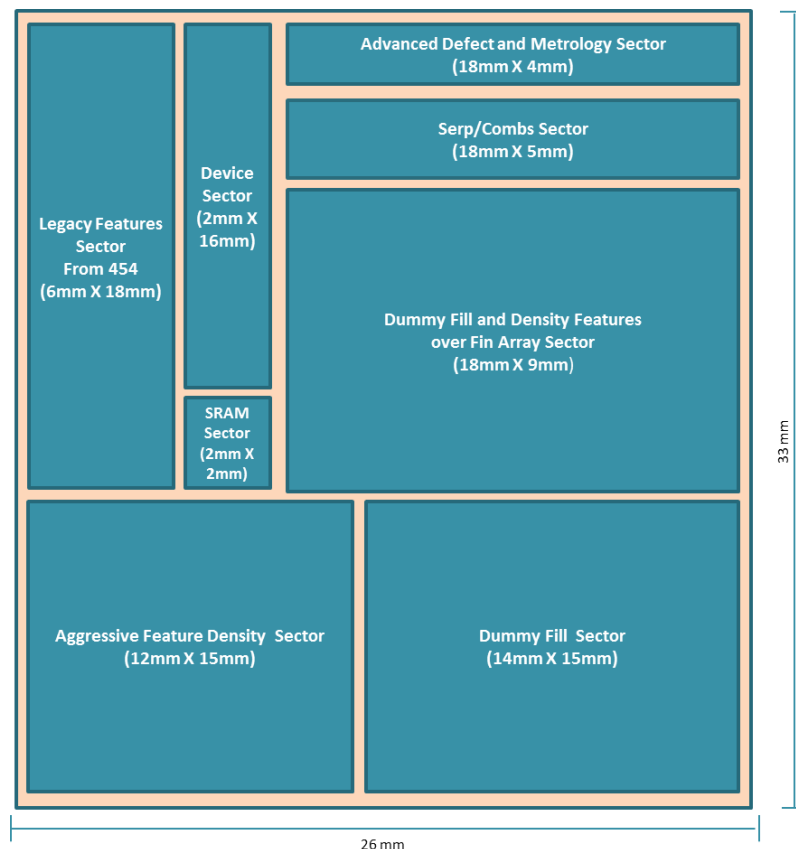 Advanced Defect and Metrology Sector
(18mm X 4mm)
Serp/Combs Sector
(18mm X 5mm)
Device
Sector
(2mm X
16mm)
Legacy Features
Sector
From 454
(6mm X 18mm)
Dummy Fill and Density Features
over Fin Array Sector
(18mm X 9mm)
SRAM
Sector
(2mm X
2mm)
33 mm
Aggressive Feature Density Sector
(12mm X 15mm)
Dummy Fill Sector
(14mm X 15mm)
26 mm